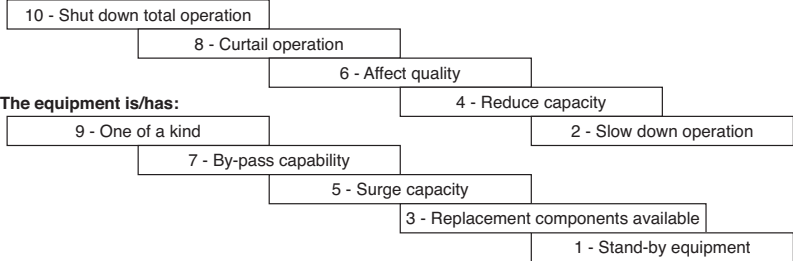 10 - Shut down total operation
8 - Curtail operation
6 - Affect quality
4 - Reduce capacity
2 - Slow down operation
The equipment is/has:
9 - One of a kind
7 - By-pass capability
5 - Surge capacity
3 - Replacement components available
1 - Stand-by equipment